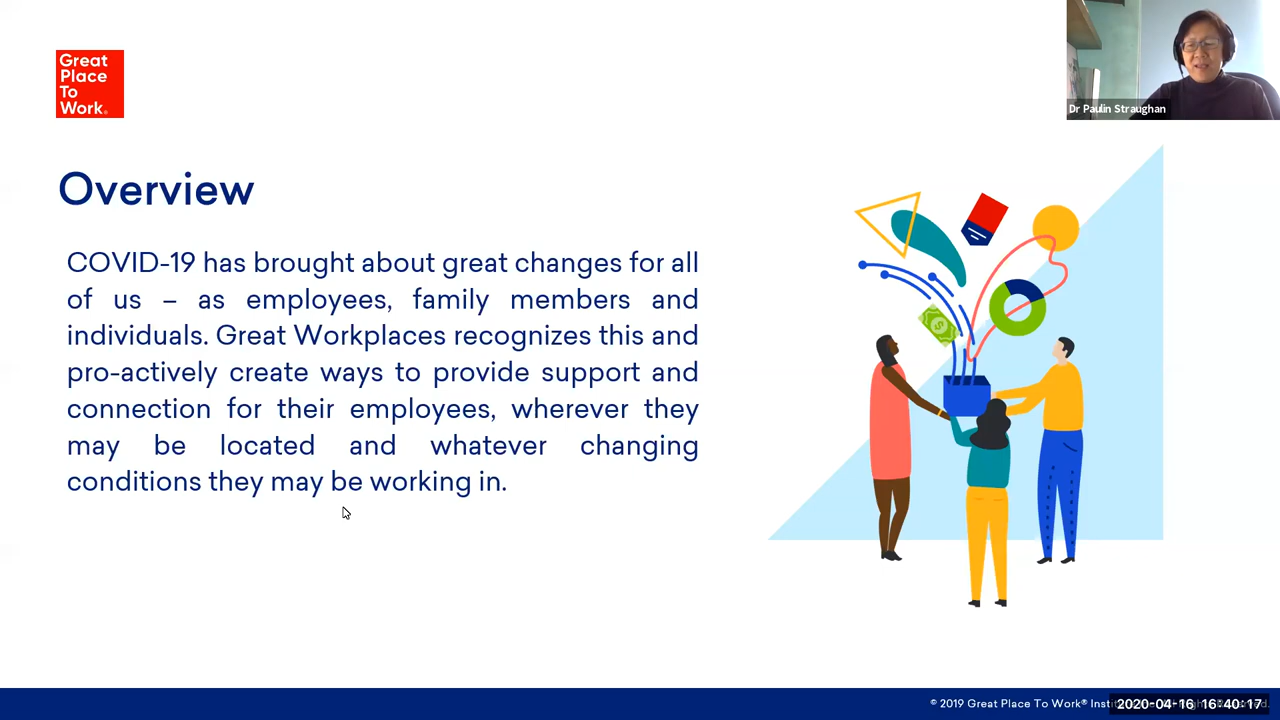 Great
Place
To
Work.
Dr Paulin Straughan
Overview
COVID-19 has brought about great changes for all
of us – as employees, family members and
individuals. Great Workplaces recognizes this and
pro-actively create ways to provide support and
connection for their employees, wherever they
may be located and whatever changing
conditions they may be working in.
© 2019 Great Place To Work®
2020-04-16 16:40:17